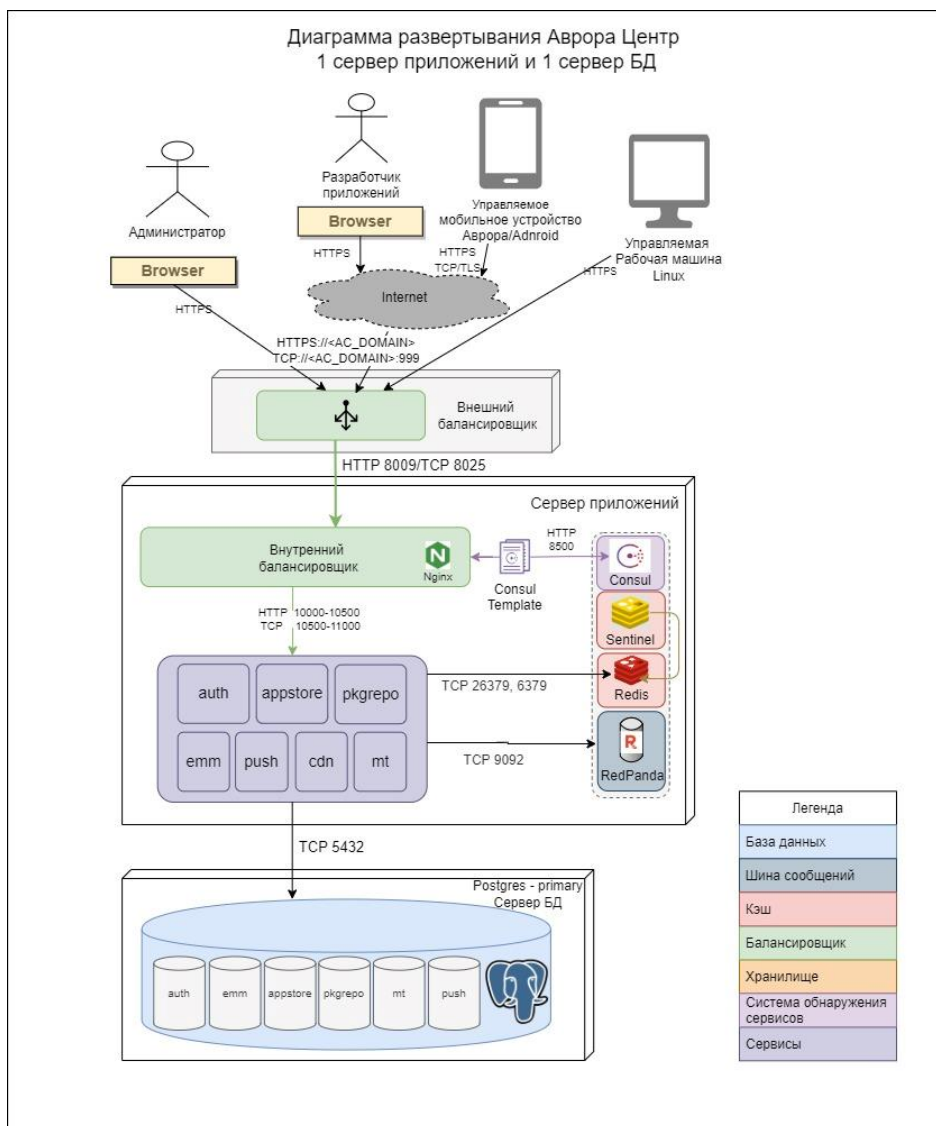 Диаграмма развертывания Аврора Центр
1 сервер приложений и 1 сервер БД
Администратор
Browser
HTTPS
Разработчик
приложений
Browser
HTTPS
Управляемое
мобильное устройство
Аврора/Adnroid
HTTPS
TCP/TLS
Управляемая
Рабочая машина
Linux
HTTPS
Internet
HTTPS://<AC_DOMAIN>
TCP://<AC_DOMAIN>:999
Внешний
балансировщик
HTTP 8009/TCP 8025
Сервер приложений
Внутренний
балансировщик
Nginx
Consul
Template
HTTP
8500
Consul
Sentinel
Redis
RedPanda
HTTP 10000-10500
TCP 10500-11000
auth
appstore
pkgrepo
emm
push
cdn
mt
TCP 26379, 6379
TCP 9092
TCP 5432
Postgres - primary
Сервер БД
auth
emm
appstore
pkgrepo
mt
push
Легенда
База данных
Шина сообщений
Кэш
Балансировщик
Хранилище
Система обнаружения
сервисов
Сервисы